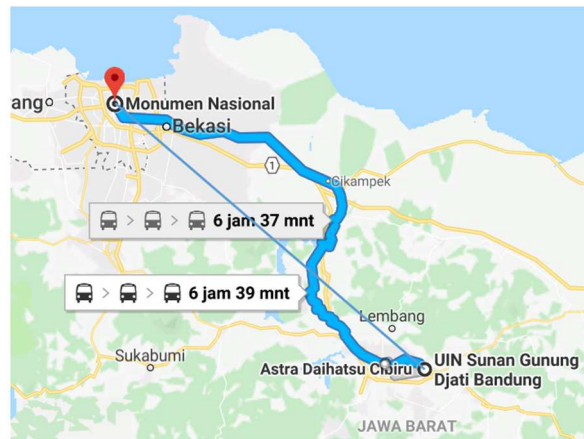 ang
Monumen Nasional
Bekasi
1
Cikampek
6 jam 37 mnt
6 jam 39 mnt
Lembang
Sukabumi
Astra Daihatsu Cibiru
UIN Sunan Gunung
Djati Bandung
JAWA BARAT